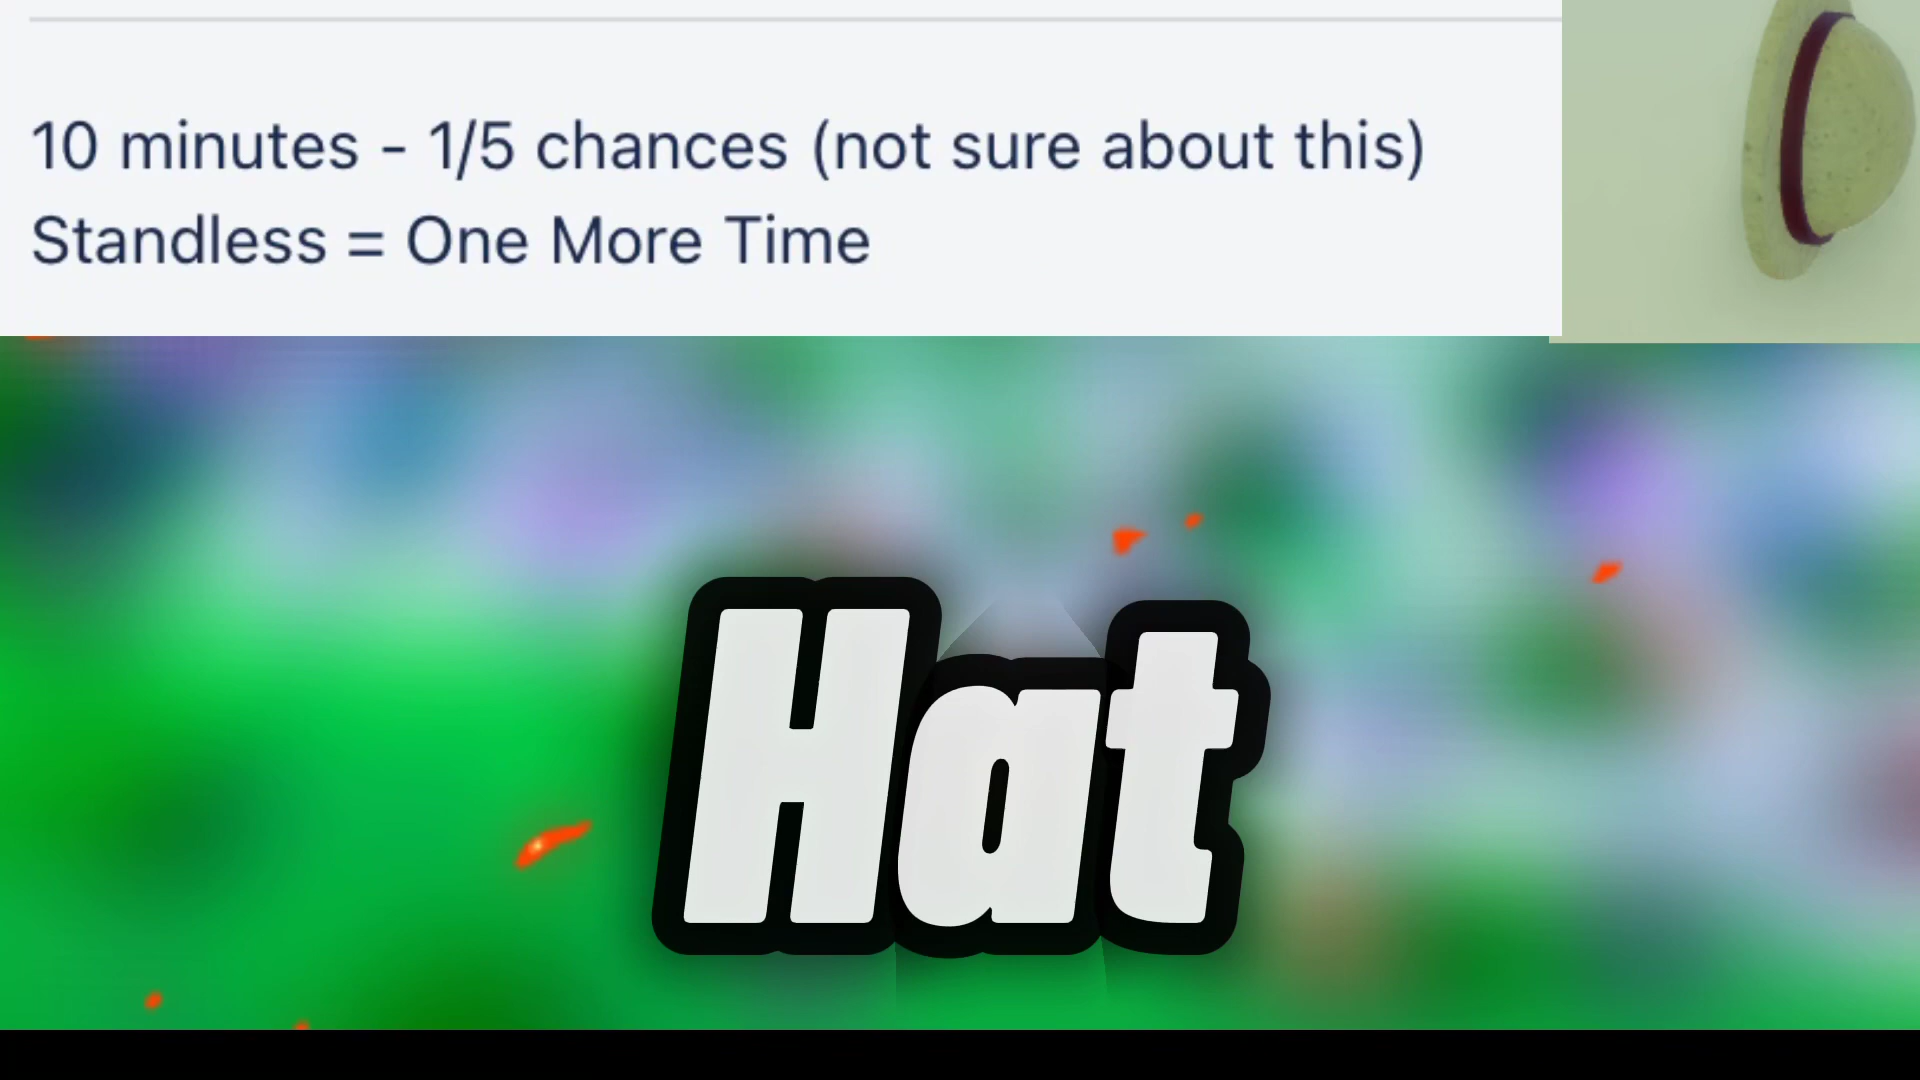 10 minutes - 1/5 chances (not sure about this)
Standless = One More Time
Hat